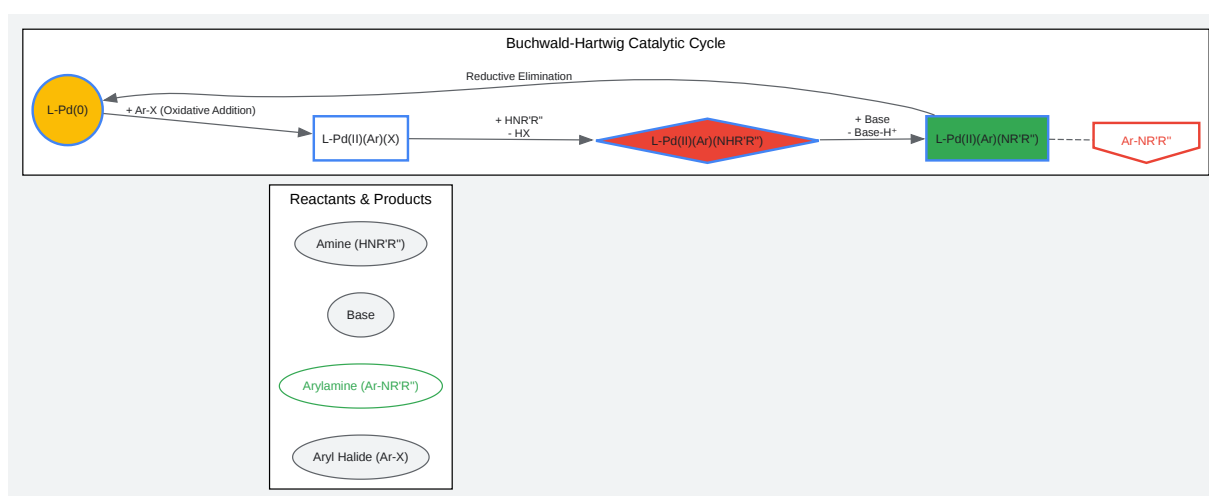 Buchwald-Hartwig Catalytic Cycle
Reductive Elimination
L-Pd(0)
+ Ar-X (Oxidative Addition)
L-Pd(II)(Ar)(X)
+ HNR'R"
- HX
L-Pd(II)(Ar)(NHR'R")
+ Base
- Base-H⁺
L-Pd(II)(Ar)(NR'R")
Ar-NR'R"
Reactants & Products
Amine (HNR'R")
Base
Arylamine (Ar-NR'R")
Aryl Halide (Ar-X)